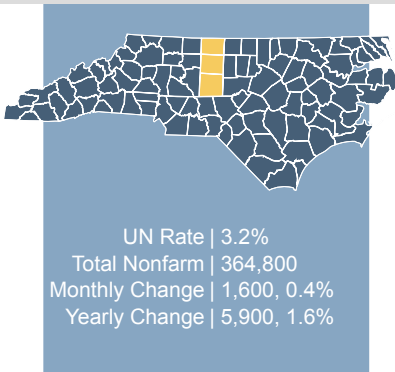 UN Rate | 3.2%
Total Nonfarm | 364,800
Monthly Change | 1,600, 0.4%
Yearly Change | 5,900, 1.6%